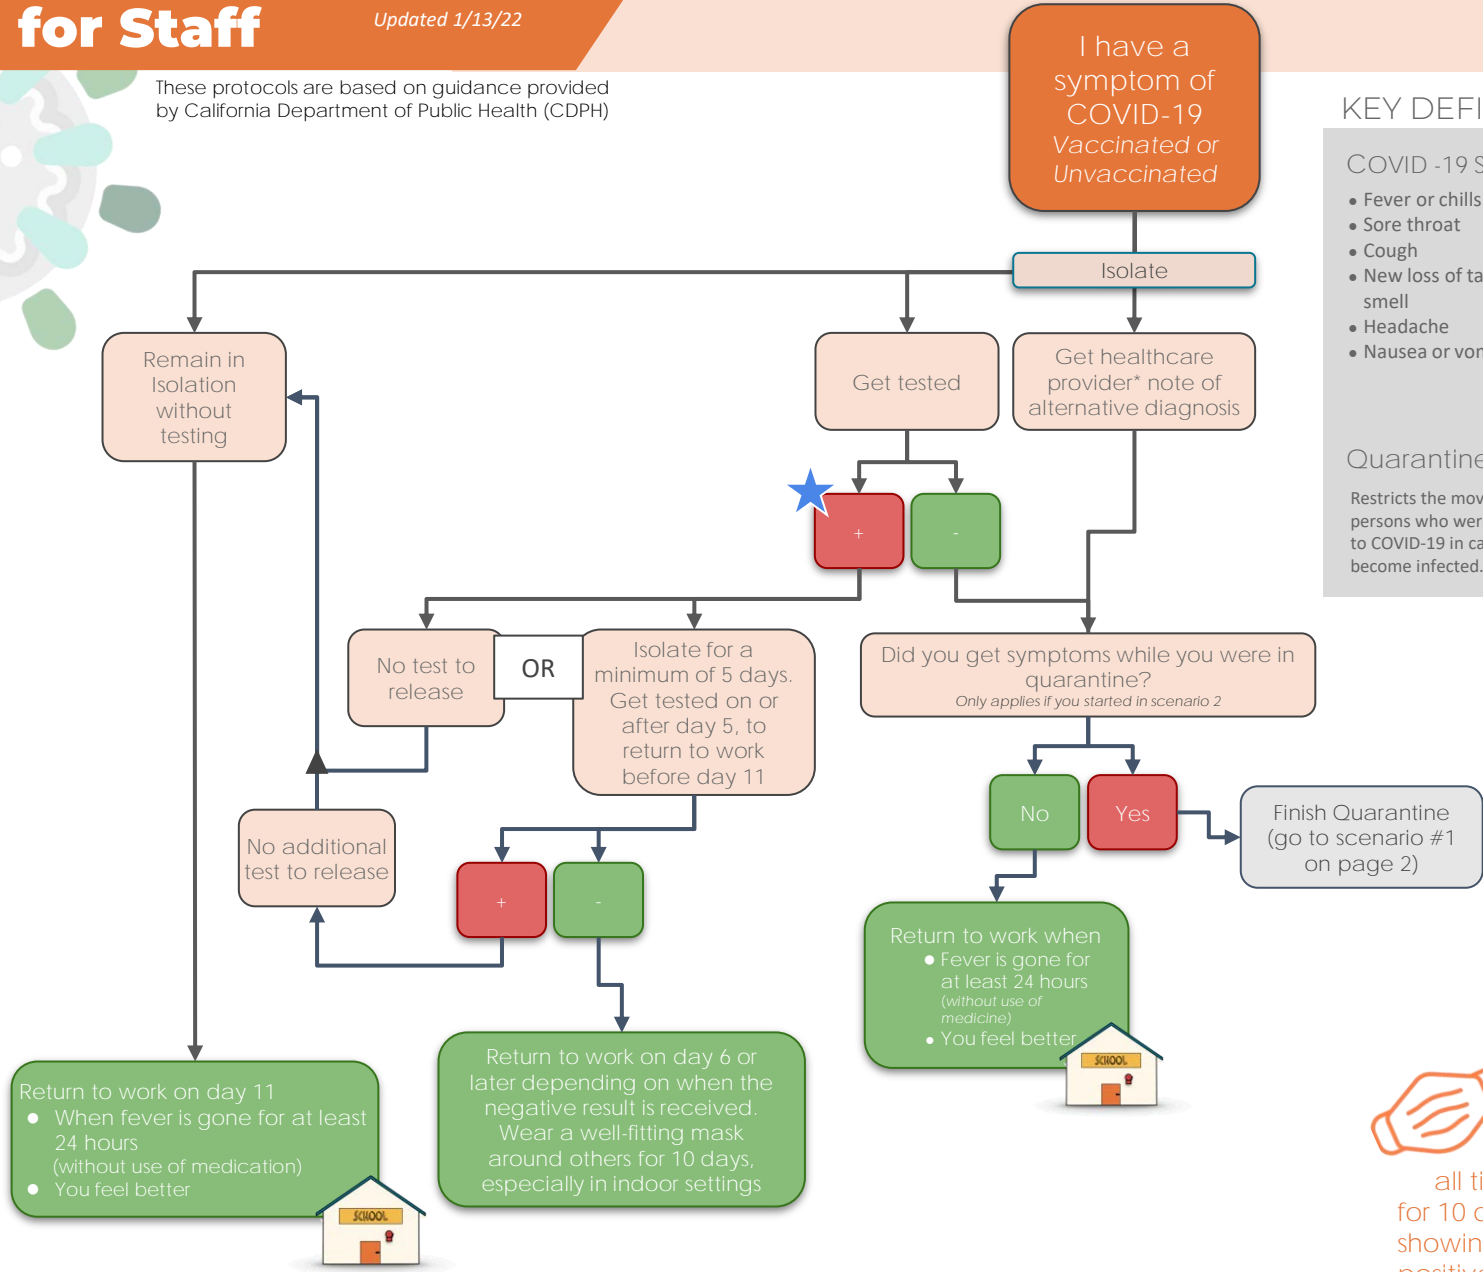 for Staff
Updated 1/13/22
These protocols are based on guidance provided
by California Department of Public Health (CDPH)
I have a
symptom of
COVID-19
Vaccinated or
Unvaccinated
Isolate
Remain in
Isolation
without
testing
Get tested
Get healthcare
provider* note of
alternative diagnosis
+
-
No test to
release
OR
Isolate for a
minimum of 5 days.
Get tested on or
after day 5, to
return to work
before day 11
Did you get symptoms while you were in
quarantine?
Only applies if you started in scenario 2
No
Yes
Finish Quarantine
(go to scenario #1
on page 2)
No additional
test to release
+
-
Return to work when
• Fever is gone for
at least 24 hours
(without use of
medicine)
• You feel better
SCHOOL
Return to work on day 6 or
later depending on when the
negative result is received.
Wear a well-fitting mask
around others for 10 days,
especially in indoor settings
Return to work on day 11
• When fever is gone for at least
24 hours
(without use of medication)
• You feel better
SCHOOL
KEY DEFI
COVID -19 S
• Fever or chills
• Sore throat
• Cough
• New loss of ta
smell
• Headache
• Nausea or vor
Quarantine
Restricts the mov
persons who wer
to COVID-19 in ca
become infected.
all ti
for 10 d
showin